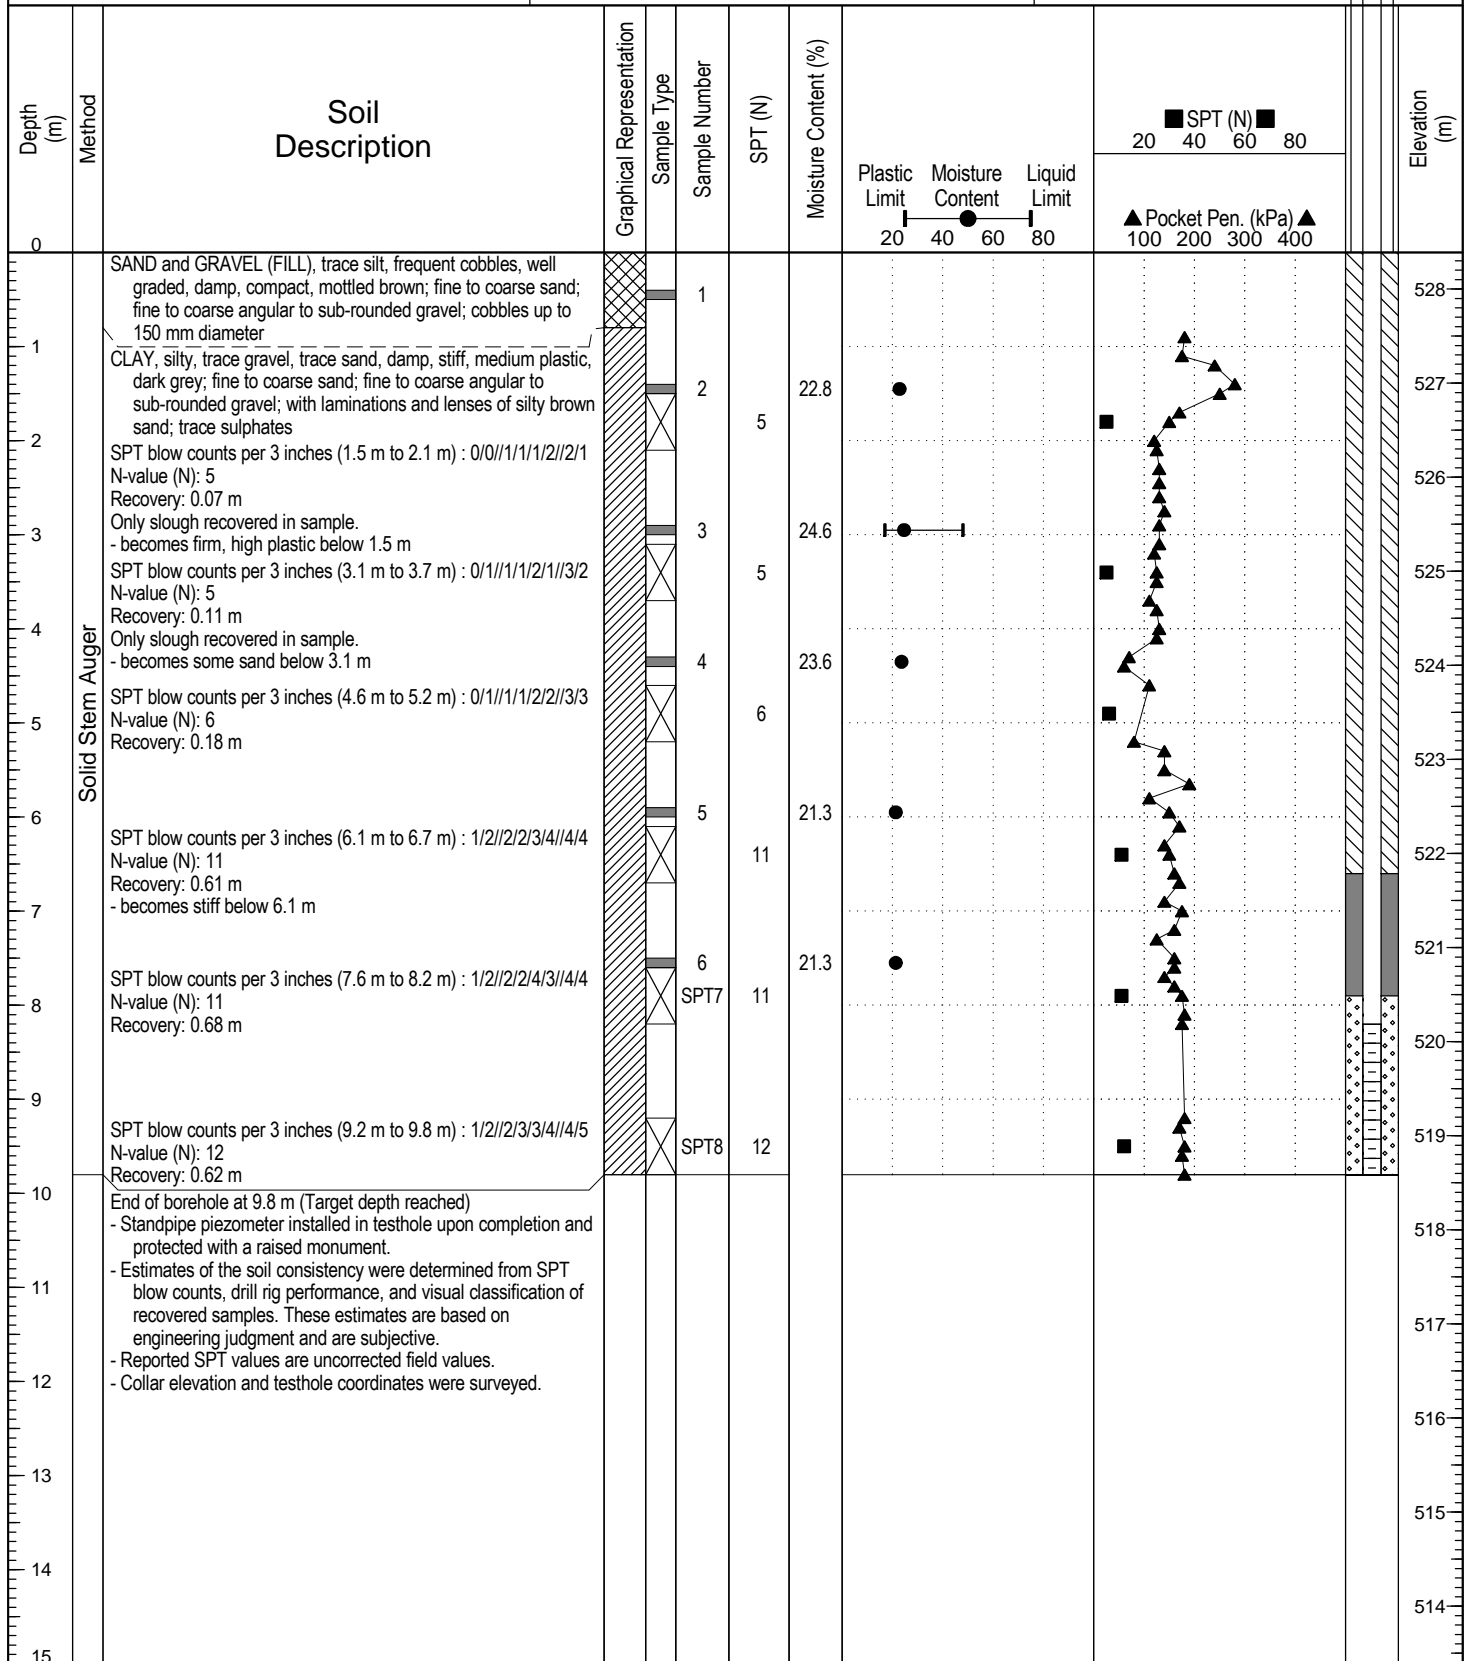 Depth
(m)
Method
Soil
Description
Graphical Representation
Sample Type
Sample Number
SPT (N)
Moisture Content (%)
Plastic Moisture Liquid
Limit Content Limit
20 40 60 80
SPT (N)
20 40 60 80
Pocket Pen. (kPa)
100 200 300 400
Elevation
(m)
0
SAND and GRAVEL (FILL), trace silt, frequent cobbles, well
graded, damp, compact, mottled brown; fine to coarse sand;
fine to coarse angular to sub-rounded gravel; cobbles up to
150 mm diameter
CLAY, silty, trace gravel, trace sand, damp, stiff, medium plastic,
dark grey; fine to coarse sand; fine to coarse angular to
sub-rounded gravel; with laminations and lenses of silty brown
sand; trace sulphates
SPT blow counts per 3 inches (1.5 m to 2.1 m) : 0/0//1/1/1/2//2/1
N-value (N): 5
Recovery: 0.07 m
Only slough recovered in sample.
- becomes firm, high plastic below 1.5 m
SPT blow counts per 3 inches (3.1 m to 3.7 m) : 0/1//1/1/2/1//3/2
N-value (N): 5
Recovery: 0.11 m
Only slough recovered in sample.
- becomes some sand below 3.1 m
SPT blow counts per 3 inches (4.6 m to 5.2 m) : 0/1//1/1/2/2//3/3
N-value (N): 6
Recovery: 0.18 m
SPT blow counts per 3 inches (6.1 m to 6.7 m) : 1/2//2/2/3/4//4/4
N-value (N): 11
Recovery: 0.61 m
- becomes stiff below 6.1 m
SPT blow counts per 3 inches (7.6 m to 8.2 m) : 1/2//2/2/4/3//4/4
N-value (N): 11
Recovery: 0.68 m
SPT blow counts per 3 inches (9.2 m to 9.8 m) : 1/2//2/3/3/4//4/5
N-value (N): 12
Recovery: 0.62 m
End of borehole at 9.8 m (Target depth reached)
- Standpipe piezometer installed in testhole upon completion and
protected with a raised monument.
- Estimates of the soil consistency were determined from SPT
blow counts, drill rig performance, and visual classification of
recovered samples. These estimates are based on
engineering judgment and are subjective.
- Reported SPT values are uncorrected field values.
- Collar elevation and testhole coordinates were surveyed.
1
2
3
4
5
6
7
8
9
10
11
12
13
14
15
Solid Stem Auger
1
2
3
4
5
6
SPT7
SPT8
5
5
6
11
11
12
22.8
24.6
23.6
21.3
21.3
528
527
526
525
524
523
522
521
520
519
518
517
516
515
514